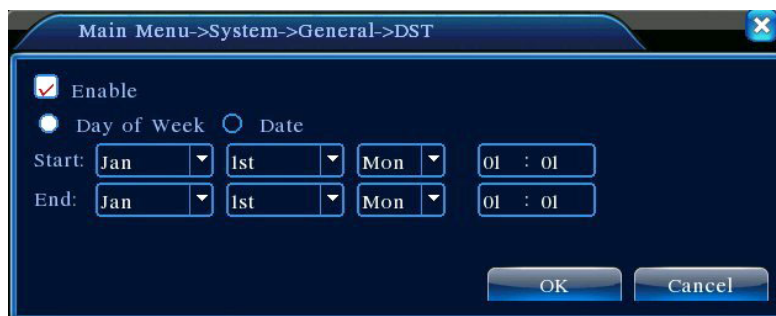 Main Menu->System->General->DST
Enable
Day of Week Date
Start: Jan 1st Mon 01 : 01
End: Jan 1st Mon 01 : 01
OK Cancel